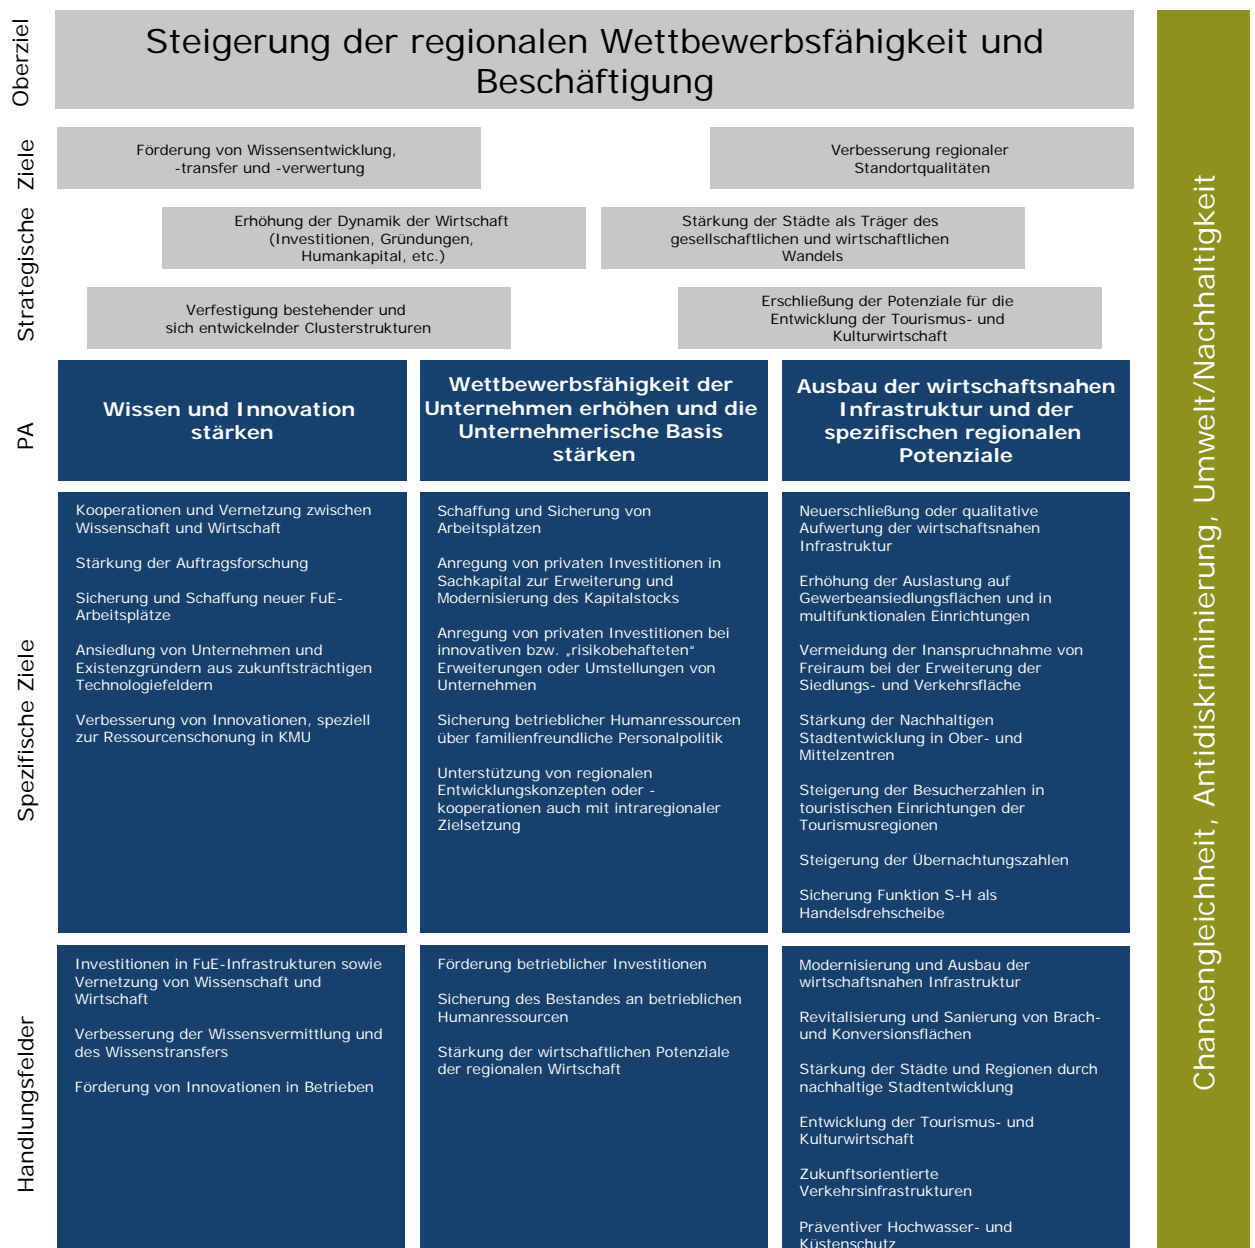 Oberziel
Steigerung der regionalen Wettbewerbsfähigkeit und
Beschäftigung
Strategische Ziele
Förderung von Wissensentwicklung,
-transfer und -verwertung
Verbesserung regionaler
Standortqualitäten
Erhöhung der Dynamik der Wirtschaft
(Investitionen, Gründungen,
Humankapital, etc.)
Stärkung der Städte als Träger des
gesellschaftlichen und wirtschaftlichen
Wandels
Verfestigung bestehender und
sich entwickelnder Clusterstrukturen
Erschließung der Potenziale für die
Entwicklung der Tourismus- und
Kulturwirtschaft
PA
Wissen und Innovation
stärken
Wettbewerbsfähigkeit der
Unternehmen erhöhen und die
Unternehmerische Basis
stärken
Ausbau der wirtschaftsnahen
Infrastruktur und der
spezifischen regionalen
Potenziale
Spezifische Ziele
Kooperationen und Vernetzung zwischen
Wissenschaft und Wirtschaft
Stärkung der Auftragsforschung
Sicherung und Schaffung neuer FuE-
Arbeitsplätze
Ansiedlung von Unternehmen und
Existenzgründern aus zukunftsträchtigen
Technologiefeldern
Verbesserung von Innovationen, speziell
zur Ressourcenschonung in KMU
Schaffung und Sicherung von
Arbeitsplätzen
Anregung von privaten Investitionen in
Sachkapital zur Erweiterung und
Modernisierung des Kapitalstocks
Anregung von privaten Investitionen bei
innovativen bzw. „risikobehafteten“
Erweiterungen oder Umstellungen von
Unternehmen
Sicherung betrieblicher Humanressourcen
über familienfreundliche Personalpolitik
Unterstützung von regionalen
Entwicklungskonzepten oder -
kooperationen auch mit intraregionaler
Zielsetzung
Neuerschließung oder qualitative
Aufwertung der wirtschaftsnahen
Infrastruktur
Erhöhung der Auslastung auf
Gewerbeansiedlungsflächen und in
multifunktionalen Einrichtungen
Vermeidung der Inanspruchnahme von
Freiraum bei der Erweiterung der
Siedlungs- und Verkehrsfläche
Stärkung der Nachhaltigen
Stadtentwicklung in Ober- und
Mittelzentren
Steigerung der Besucherzahlen in
touristischen Einrichtungen der
Tourismusregionen
Steigerung der Übernachtungszahlen
Sicherung Funktion S-H als
Handelsdrehscheibe
Handlungsfelder
Investitionen in FuE-Infrastrukturen sowie
Vernetzung von Wissenschaft und
Wirtschaft
Verbesserung der Wissensvermittlung und
des Wissenstransfers
Förderung von Innovationen in Betrieben
Förderung betrieblicher Investitionen
Sicherung des Bestandes an betrieblichen
Humanressourcen
Stärkung der wirtschaftlichen Potenziale
der regionalen Wirtschaft
Modernisierung und Ausbau der
wirtschaftsnahen Infrastruktur
Revitalisierung und Sanierung von Brach-
und Konversionsflächen
Stärkung der Städte und Regionen durch
nachhaltige Stadtentwicklung
Entwicklung der Tourismus- und
Kulturwirtschaft
Zukunftsorientierte
Verkehrsinfrastrukturen
Präventiver Hochwasser- und
Küstenschutz
Chancengleichheit, Antidiskriminierung, Umwelt/Nachhaltigkeit